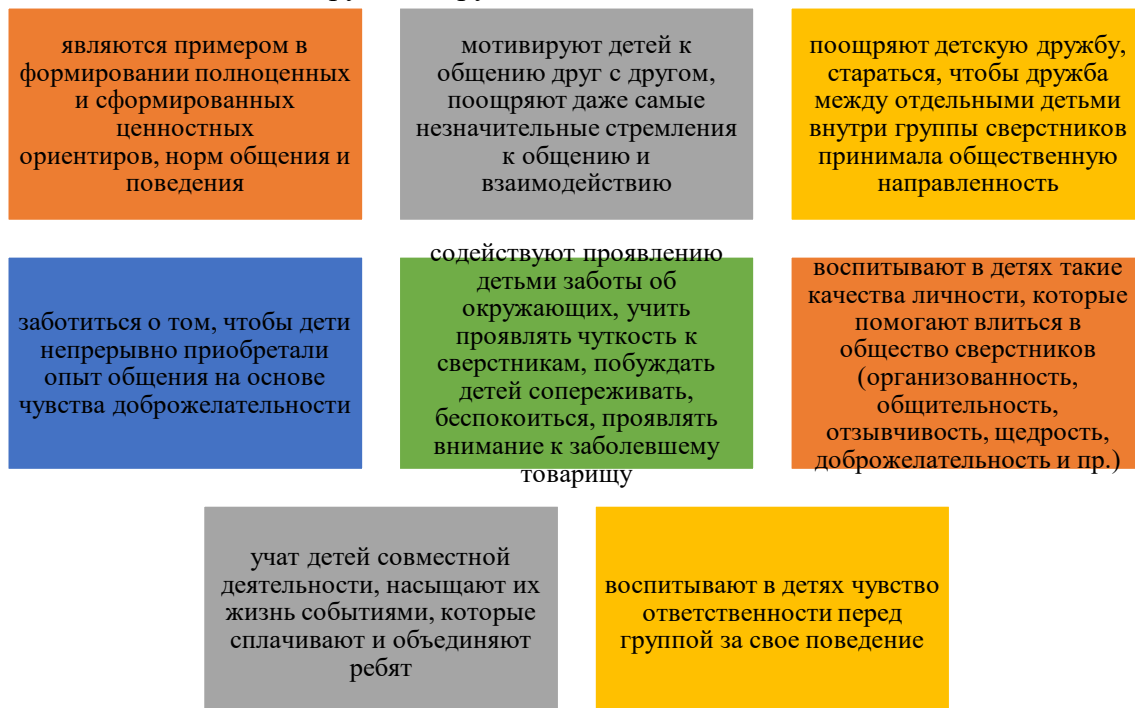 являются примером в
формировании полноценных
и сформированных
ценностных
ориентиров, норм общения и
поведения
мотивируют детей к
общению друг с другом,
поощряют даже самые
незначительные стремления
к общению и
взаимодействию
поощряют детскую дружбу,
стараться, чтобы дружба
между отдельными детьми
внутри группы сверстников
принимала общественную
направленность
заботиться о том, чтобы дети
непрерывно приобретали
опыт общения на основе
чувства доброжелательности
содействуют проявлению
детьми заботы об
окружающих, учить
проявлять чуткость к
сверстникам, побуждать
детей сопереживать,
беспокоиться, проявлять
внимание к заболевшему
товарищу
воспитывают в детях такие
качества личности, которые
помогают влиться в
общество сверстников
(организованность,
общительность,
отзывчивость, щедрость,
доброжелательность и пр.)
учат детей совместной
деятельности, насыщают их
жизнь событиями, которые
сплачивают и объединяют
ребят
воспитывают в детях чувство
ответственности перед
группой за свое поведение